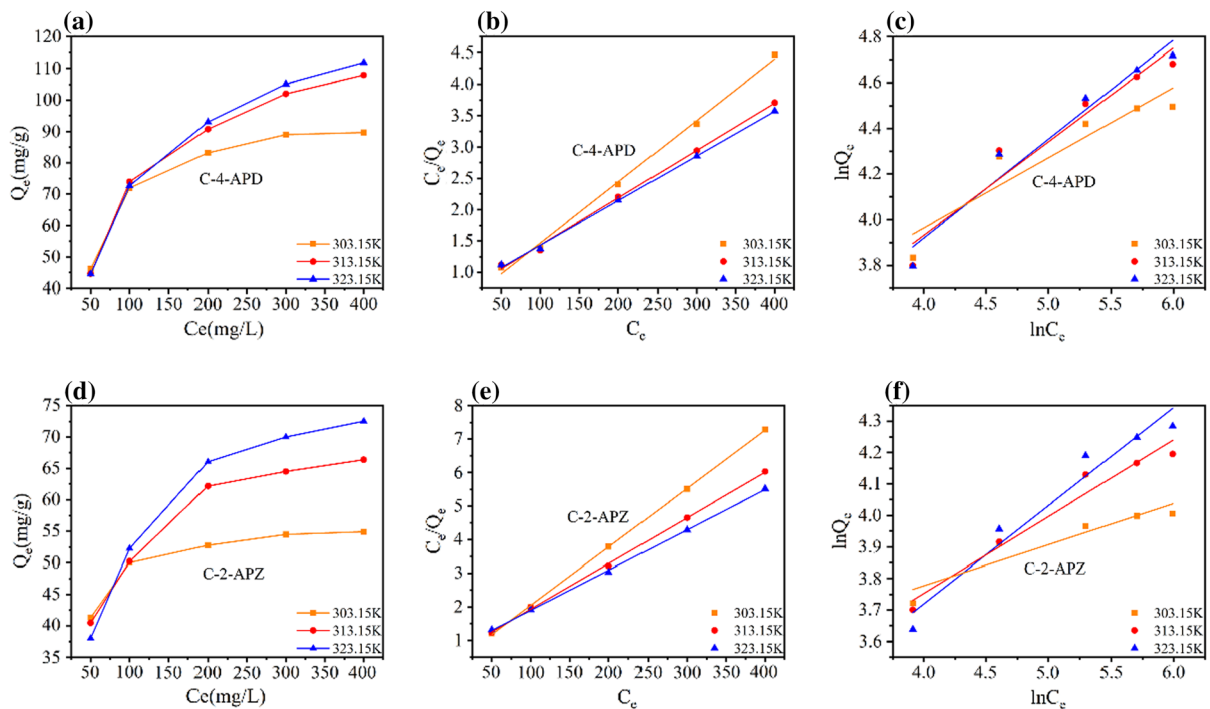 (a)
Qe(mg/g)
120
110
100
90
80
70
60
50
40
C-4-APD
303.15K
313.15K
323.15K
50 100 150 200 250 300 350 400
Ce(mg/L)
(b)
Ce/Qe
4.5
4.0
3.5
3.0
2.5
2.0
1.5
1.0
C-4-APD
303.15K
313.15K
323.15K
50 100 150 200 250 300 350 400
Ce
(c)
lnQe
4.8
4.6
4.4
4.2
4.0
3.8
C-4-APD
303.15K
313.15K
323.15K
4.0 4.5 5.0 5.5 6.0
lnCe
(d)
Qe(mg/g)
75
70
65
60
55
50
45
40
35
C-2-APZ
303.15K
313.15K
323.15K
50 100 150 200 250 300 350 400
Ce(mg/L)
(e)
Ce/Qe
8
7
6
5
4
3
2
1
C-2-APZ
303.15K
313.15K
323.15K
50 100 150 200 250 300 350 400
Ce
(f)
lnQe
4.3
4.2
4.1
4.0
3.9
3.8
3.7
3.6
C-2-APZ
303.15K
313.15K
323.15K
4.0 4.5 5.0 5.5 6.0
lnCe